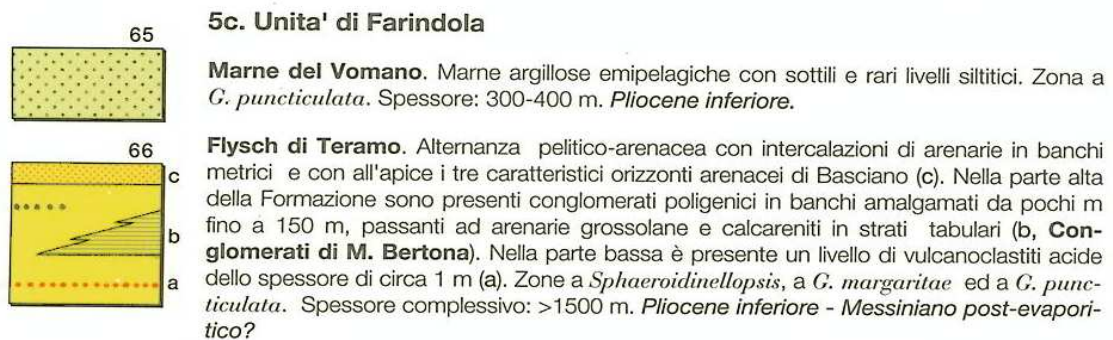 5c. Unita' di Farindola
65
Marne del Vomano. Marne argillose emipelagiche con sottili e rari livelli siltitici. Zona a
G. puncticulata. Spessore: 300-400 m. Pliocene inferiore.
66
c
b
a
Flysch di Teramo. Alternanza pelitico-arenacea con intercalazioni di arenarie in banchi
metrici e con all'apice i tre caratteristici orizzonti arenacei di Basciano (c). Nella parte alta
della Formazione sono presenti conglomerati poligenici in banchi amalgamati da pochi m
fino a 150 m, passanti ad arenarie grossolane e calcareniti in strati tabulari (b, Con-
glomerati di M. Bertona). Nella parte bassa è presente un livello di vulcanoclastiti acide
dello spessore di circa 1 m (a). Zone a Sphaeroidinellopsis, a G. margaritae ed a G. punc-
ticulata. Spessore complessivo: >1500 m. Pliocene inferiore - Messiniano post-evapori-
tico?